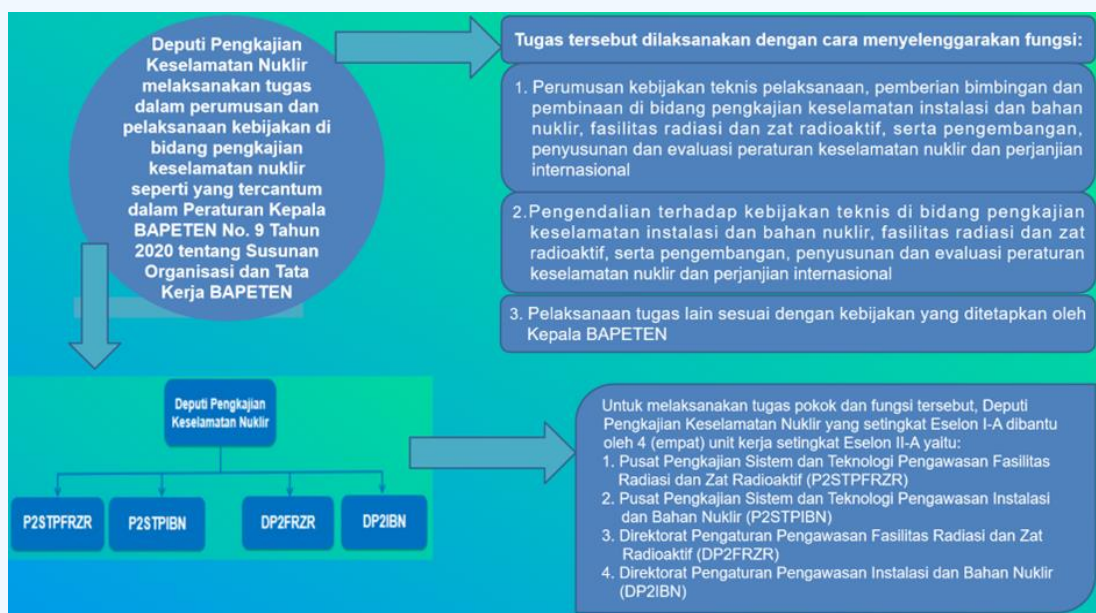 Deputi Pengkajian
Keselamatan Nuklir
melaksanakan tugas
dalam perumusan dan
pelaksanaan kebijakan di
bidang pengkajian
keselamatan nuklir
seperti yang tercantum
dalam Peraturan Kepala
BAPETEN No. 9 Tahun
2020 tentang Susunan
Organisasi dan Tata
Kerja BAPETEN
Tugas tersebut dilaksanakan dengan cara menyelenggarakan fungsi:
1. Perumusan kebijakan teknis pelaksanaan, pemberian bimbingan dan
pembinaan di bidang pengkajian keselamatan instalasi dan bahan
nuklir, fasilitas radiasi dan zat radioaktif, serta pengembangan,
penyusunan dan evaluasi peraturan keselamatan nuklir dan perjanjian
internasional
2.Pengendalian terhadap kebijakan teknis di bidang pengkajian
keselamatan instalasi dan bahan nuklir, fasilitas radiasi dan zat
radioaktif, serta pengembangan, penyusunan dan evaluasi peraturan
keselamatan nuklir dan perjanjian internasional
3. Pelaksanaan tugas lain sesuai dengan kebijakan yang ditetapkan oleh
Kepala BAPETEN
Deputi Pengkajian
Keselamatan Nuklir
P2STPFRZR
P2STPIBN
DP2FRZR
DP2IBN
Untuk melaksanakan tugas pokok dan fungsi tersebut, Deputi
Pengkajian Keselamatan Nuklir yang setingkat Eselon I-A dibantu
oleh 4 (empat) unit kerja setingkat Eselon II-A yaitu:
1. Pusat Pengkajian Sistem dan Teknologi Pengawasan Fasilitas
Radiasi dan Zat Radioaktif (P2STPFRZR)
2. Pusat Pengkajian Sistem dan Teknologi Pengawasan Instalasi
dan Bahan Nuklir (P2STPIBN)
3. Direktorat Pengaturan Pengawasan Fasilitas Radiasi dan Zat
Radioaktif (DP2FRZR)
4. Direktorat Pengaturan Pengawasan Instalasi dan Bahan Nuklir
(DP2IBN)